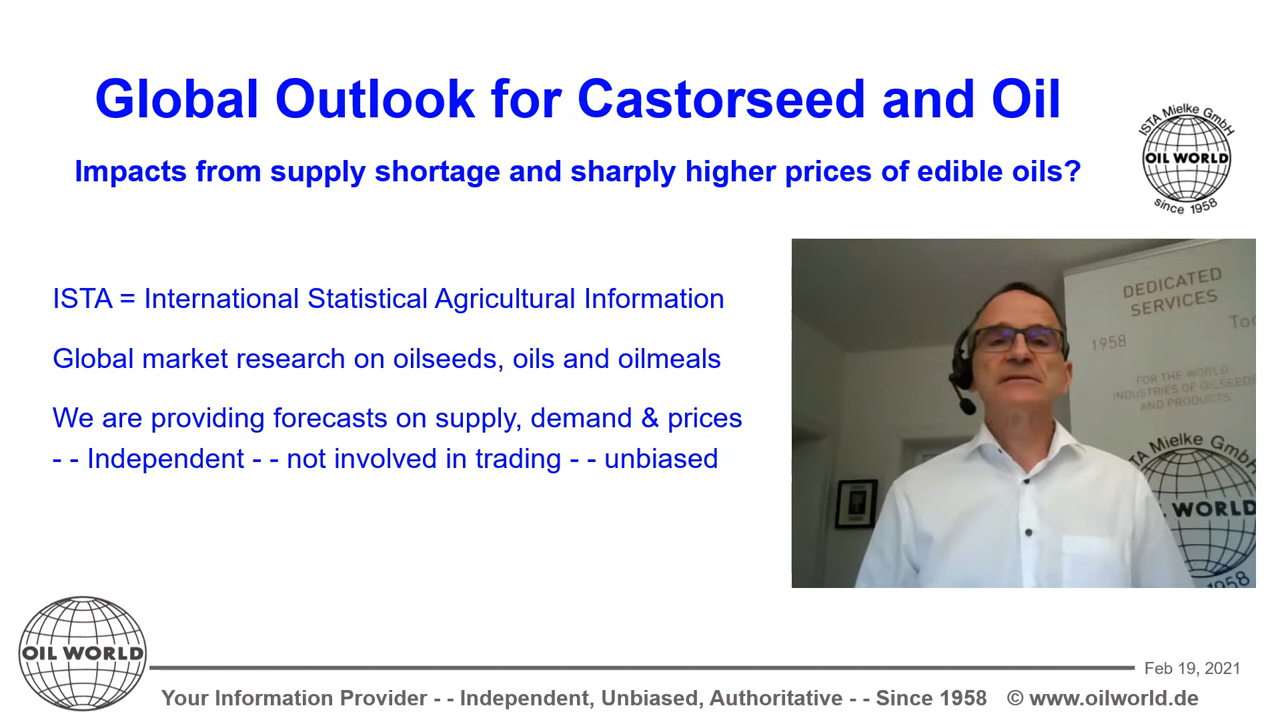 Global Outlook for Castorseed and Oil
Impacts from supply shortage and sharply higher prices of edible oils?
ISTA Mielke GmbH
OIL WORLD
since 1958
ISTA = International Statistical Agricultural Information
Global market research on oilseeds, oils and oilmeals
We are providing forecasts on supply, demand & prices
- - Independent - - not involved in trading - - unbiased
DEDICATED
SERVICES
1958
FOR THE WORLD
INDUSTRIES OF OILSEEDS
AND PRODUCTS
Mielke GmbH
WORLD
1958
OIL WORLD
Feb 19, 2021
Your Information Provider - - Independent, Unbiased, Authoritative - - Since 1958 © www.oilworld.de